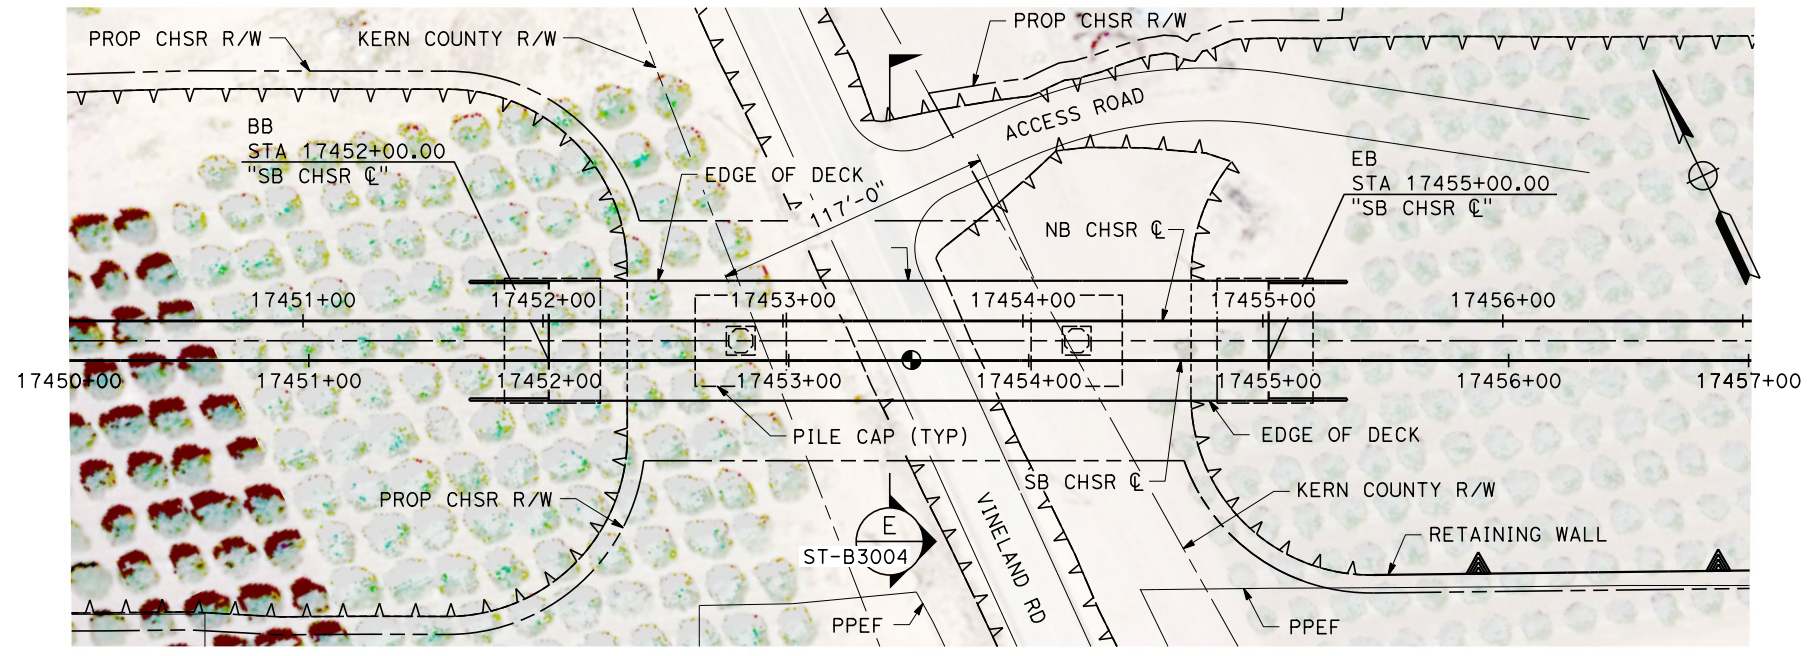 PROP CHSR R/W
KERN COUNTY R/W
PROP CHSR R/W
ACCESS ROAD
BB
STA 17452+00.00
"SB CHSR ℄"
EDGE OF DECK
117'-0"
EB
STA 17455+00.00
"SB CHSR ℄"
NB CHSR ℄
17451+00
17452+00
17453+00
17454+00
17455+00
17456+00
17450+00
17451+00
17452+00
17453+00
17454+00
17455+00
17456+00
17457+00
PILE CAP (TYP)
EDGE OF DECK
PROP CHSR R/W
SB CHSR ℄
KERN COUNTY R/W
E
ST-B3004
VINELAND RD
RETAINING WALL
PPEF
PPEF